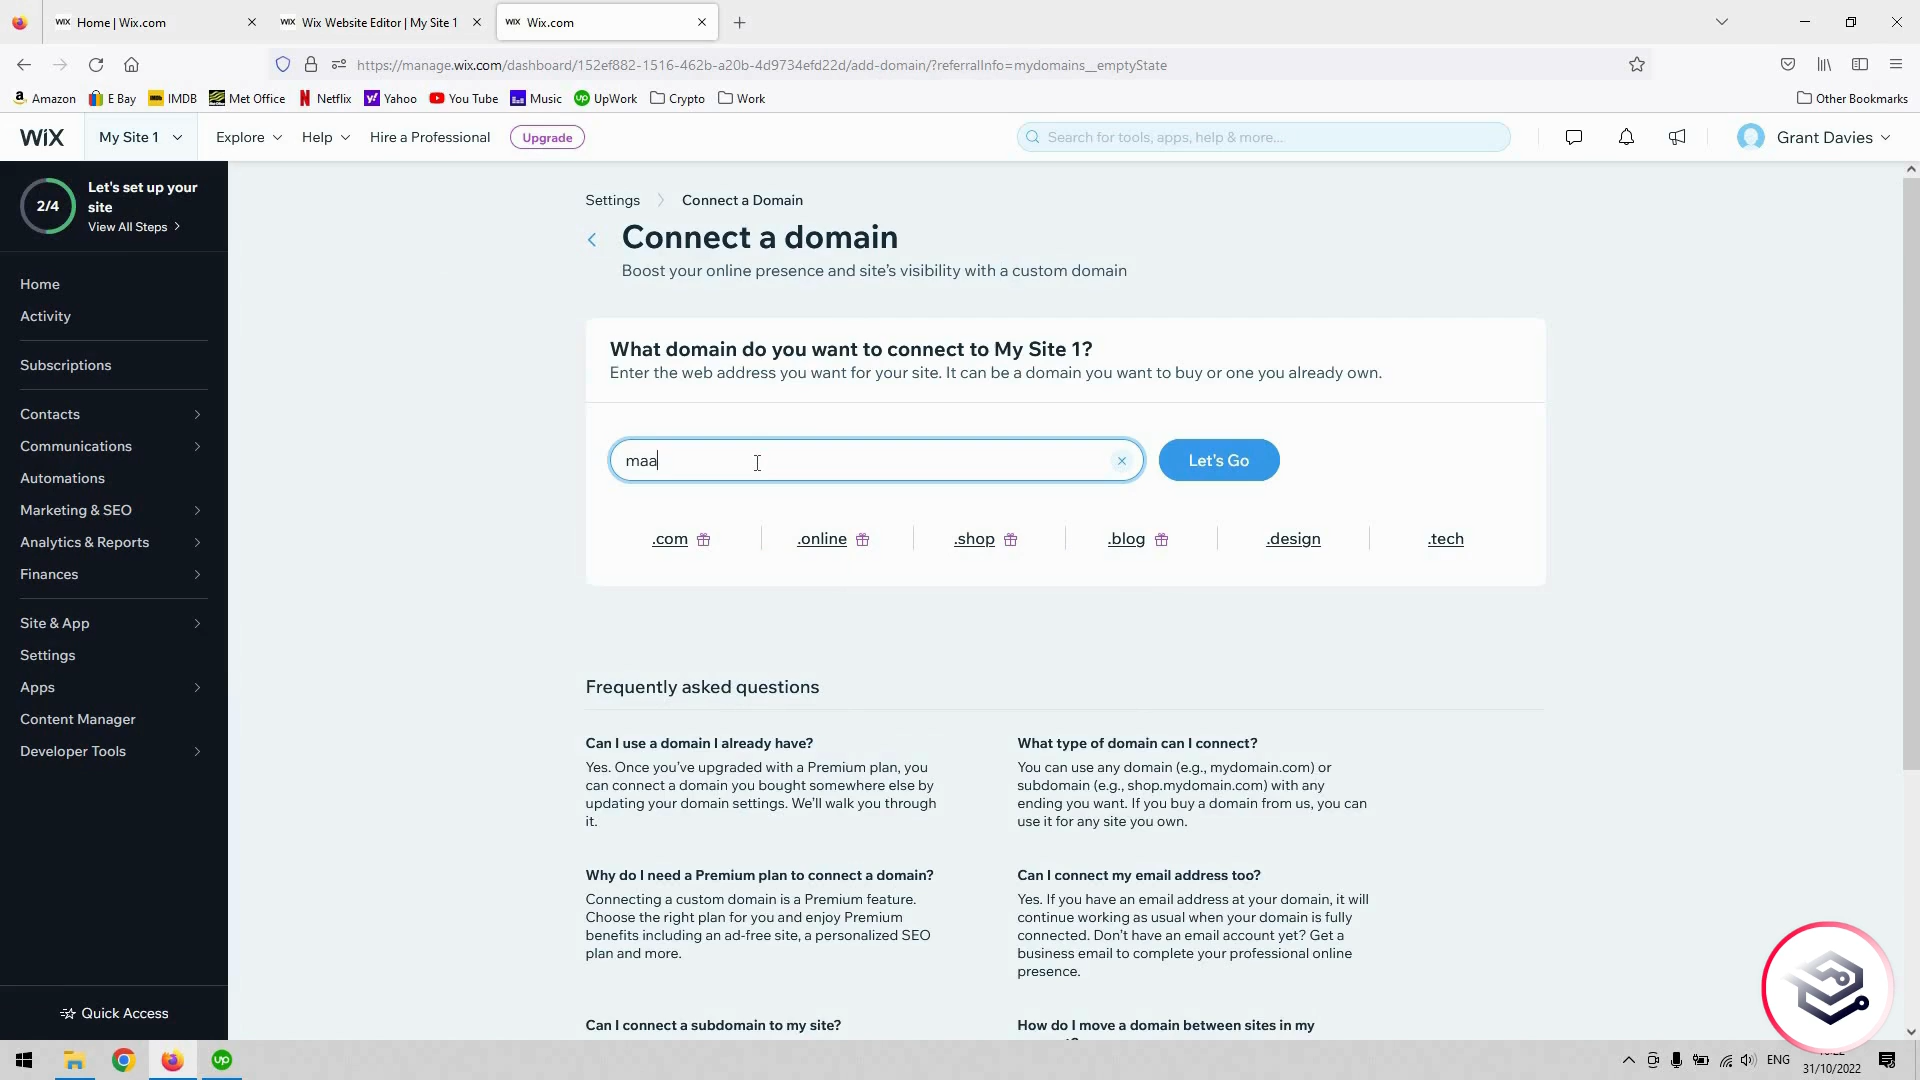 Home | Wix.com
Wix Website Editor | My Site 1
Wix.com
https://manage.wix.com/dashboard/152ef882-1516-462b-a20b-4d9734efd22d/add-domain/?referralInfo=mydomains__emptyState
Amazon
E Bay
IMDB
Met Office
Netflix
Yahoo
You Tube
Music
UpWork
Crypto
Work
Other Bookmarks
WiX
My Site 1
Explore
Help
Hire a Professional
Upgrade
Search for tools, apps, help & more...
Grant Davies
2/4
Let's set up your
site
View All Steps
Home
Activity
Subscriptions
Contacts
Communications
Automations
Marketing & SEO
Analytics & Reports
Finances
Site & App
Settings
Apps
Content Manager
Developer Tools
Quick Access
Settings
Connect a Domain
Connect a domain
Boost your online presence and site's visibility with a custom domain
What domain do you want to connect to My Site 1?
Enter the web address you want for your site. It can be a domain you want to buy or one you already own.
maa
Let's Go
.com
.online
.shop
.blog
.design
.tech
Frequently asked questions
Can I use a domain I already have?
Yes. Once you've upgraded with a Premium plan, you
can connect a domain you bought somewhere else by
updating your domain settings. We'll walk you through
it.
What type of domain can I connect?
You can use any domain (e.g., mydomain.com) or
subdomain (e.g., shop.mydomain.com) with any
ending you want. If you buy a domain from us, you can
use it for any site you own.
Why do I need a Premium plan to connect a domain?
Connecting a custom domain is a Premium feature.
Choose the right plan for you and enjoy Premium
benefits including an ad-free site, a personalized SEO
plan and more.
Can I connect my email address too?
Yes. If you have an email address at your domain, it will
continue working as usual when your domain is fully
connected. Don't have an email account yet? Get a
business email to complete your professional online
presence.
Can I connect a subdomain to my site?
How do I move a domain between sites in my
up
ENG
31/10/2022